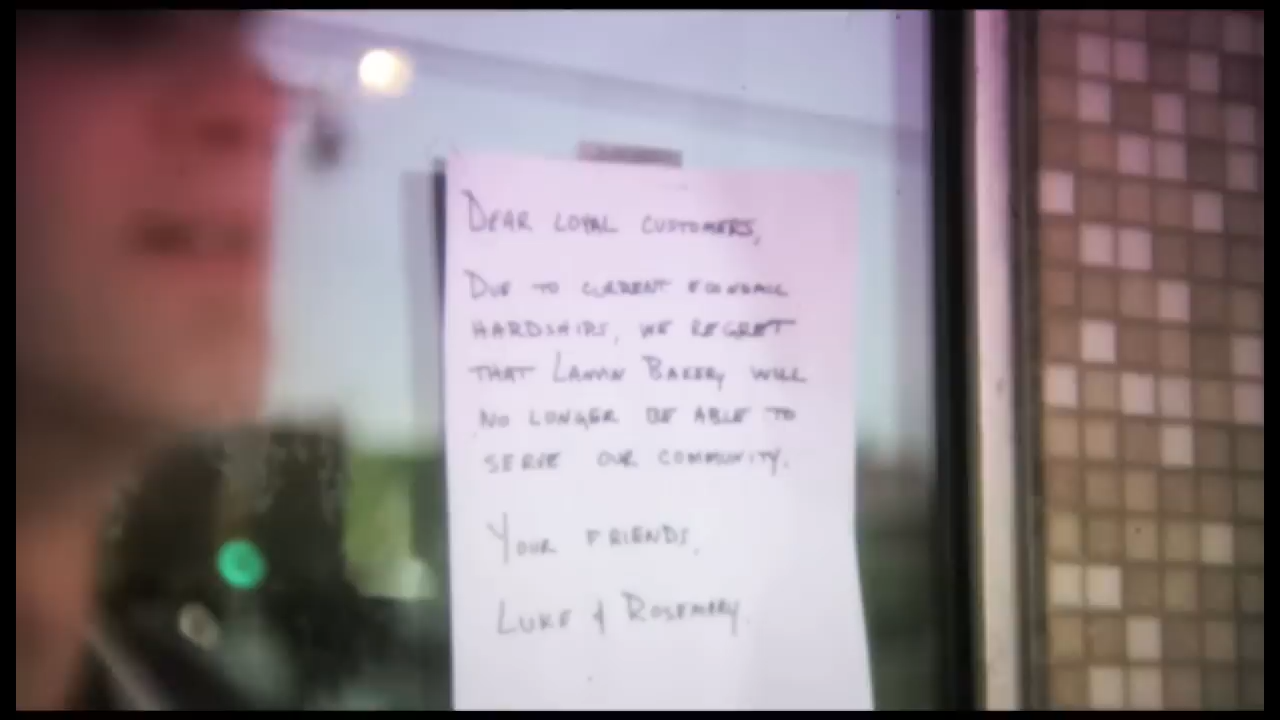 DEAR LOYAL CUSTOMERS,
DUE TO CURRENT ECONOMIC
HARDSHIPS, WE REGRET
THAT BAKERY WILL
NO LONGER BE ABLE TO
SERVE OUR COMMUNITY.
YOUR FRIENDS,
LUKE & ROSEMARY.